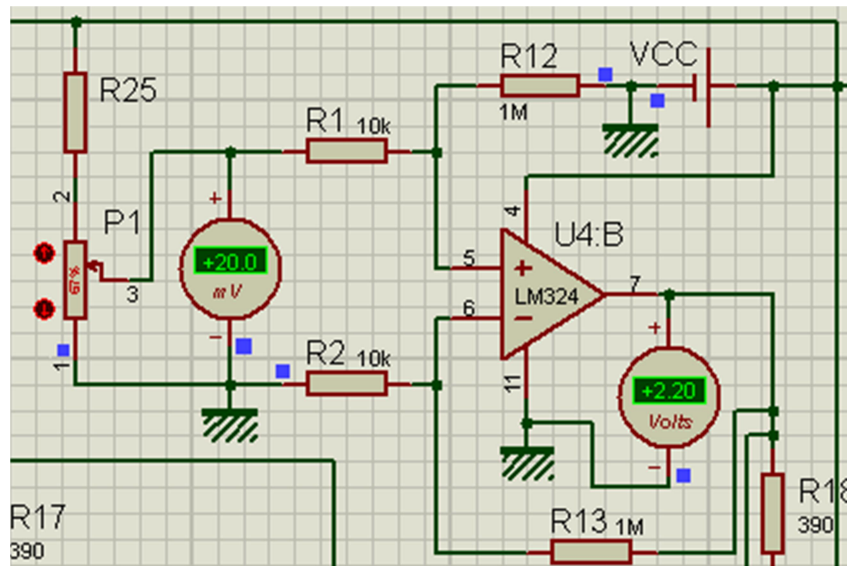 R12
VCC
R25
R1 10k
1M
2
P1
+
4
U4:B
67%
+20.0
mV
5
+
LM324
7
3
6
−
−
+
1
R2 10k
11
+2.20
Volts
−
R17
390
R13 1M
R18
390